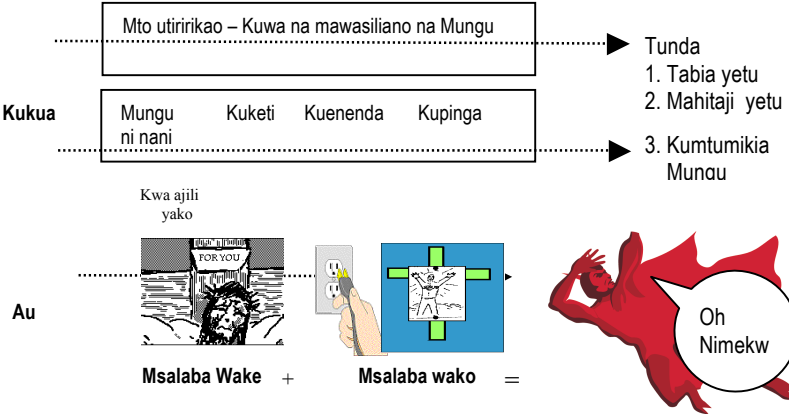 Mto utiririkao – Kuwa na mawasiliano na Mungu
Tunda
1. Tabia yetu
2. Mahitaji yetu
Kukua
Mungu ni nani
Kuketi
Kuenenda
Kupinga
3. Kumtumikia
Mungu
Kwa ajili
yako
FOR YOU
Au
Oh
Nimekw
Msalaba Wake + Msalaba wako =